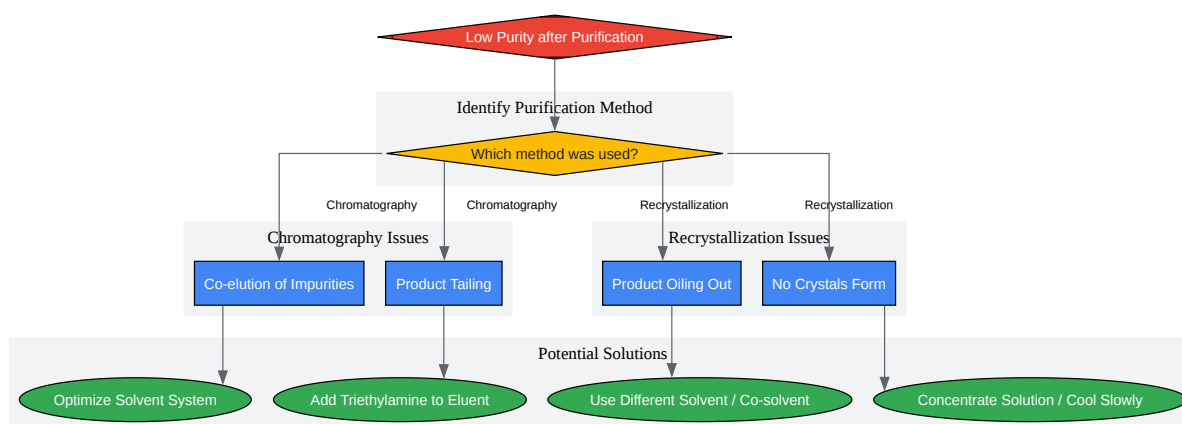 Low Purity after Purification
Identify Purification Method
Which method was used?
Chromatography
Chromatography
Recrystallization
Recrystallization
Chromatography Issues
Recrystallization Issues
Co-elution of Impurities
Product Tailing
Product Oiling Out
No Crystals Form
Potential Solutions
Optimize Solvent System
Add Triethylamine to Eluent
Use Different Solvent / Co-solvent
Concentrate Solution / Cool Slowly